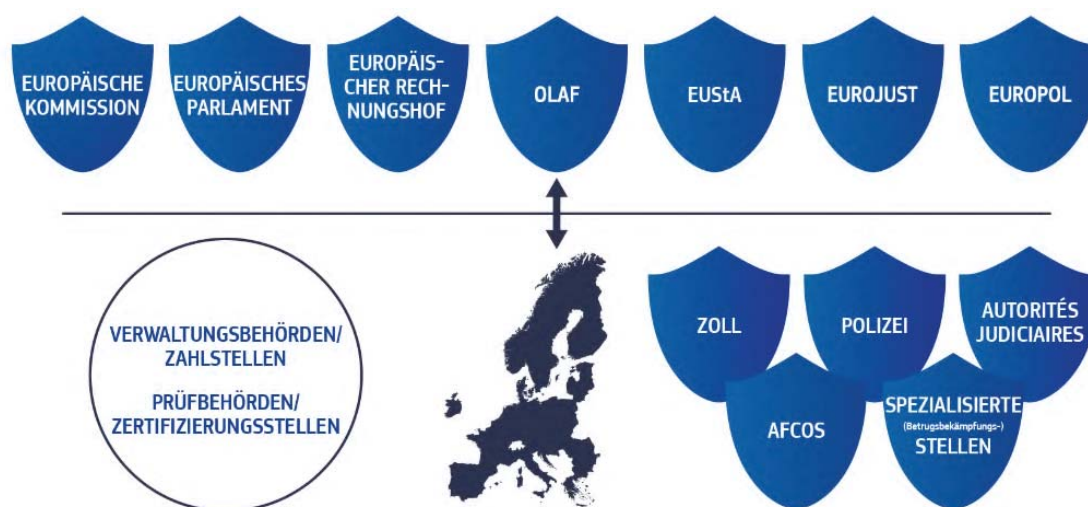 EUROPÄISCHE
KOMMISSION
EUROPÄISCHES
PARLAMENT
EUROPÄIS-
CHER RECH-
NUNGSHOF
OLAF
EUStA
EUROJUST
EUROPOL
VERWALTUNGSBEHÖRDEN/
ZAHLSTELLEN
PRÜFBEHÖRDEN/
ZERTIFIZIERUNGSSTELLEN
ZOLL
POLIZEI
AUTORITÉS
JUDICIAIRES
AFCOS
SPEZIALISIERTE
(Betrugsbekämpfungs-)
STELLEN